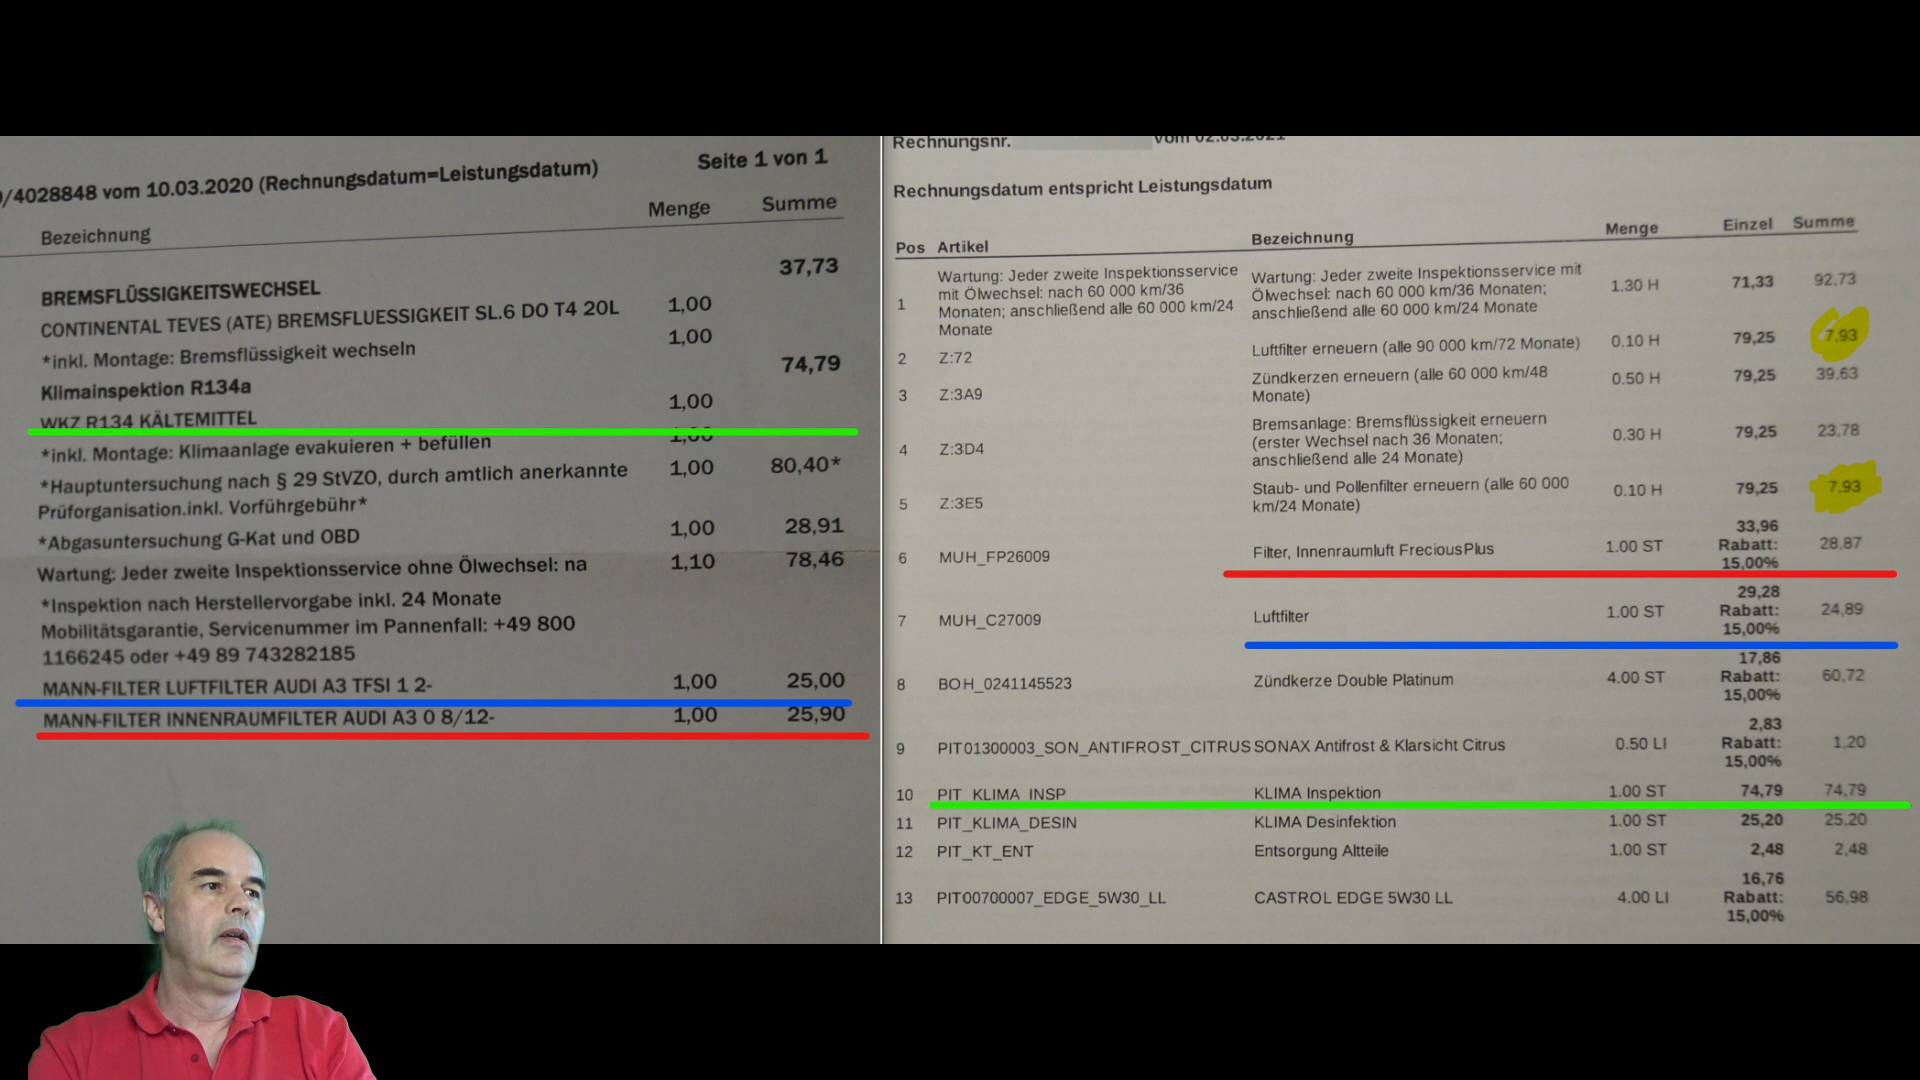 /4028848 vom 10.03.2020 (Rechnungsdatum=Leistungsdatum)
Seite 1 von 1
Bezeichnung Menge Summe
37,73
BREMSFLÜSSIGKEITSWECHSEL
CONTINENTAL TEVES (ATE) BREMSFLUESSIGKEIT SL.6 DO T4 20L 1,00
*inkl. Montage: Bremsflüssigkeit wechseln 1,00
74,79
Klimainspektion R134a
WKZ R134 KÄLTEMITTEL 1,00
*inkl. Montage: Klimaanlage evakuieren + befüllen 1,00
*Hauptuntersuchung nach § 29 StVZO, durch amtlich anerkannte 1,00 80,40*
Prüforganisation.inkl. Vorführgebühr*
*Abgasuntersuchung G-Kat und OBD 1,00 28,91
Wartung: Jeder zweite Inspektionsservice ohne Ölwechsel: na 1,10 78,46
*Inspektion nach Herstellervorgabe inkl. 24 Monate
Mobilitätsgarantie, Servicenummer im Pannenfall: +49 800
1166245 oder +49 89 743282185
MANN-FILTER LUFTFILTER AUDI A3 TFSI 1 2- 1,00 25,00
MANN-FILTER INNENRAUMFILTER AUDI A3 0 8/12- 1,00 25,90
Rechnungsnr. vom 02.03.2021
Rechnungsdatum entspricht Leistungsdatum
Pos Artikel Bezeichnung Menge Einzel Summe
Wartung: Jeder zweite Inspektionsservice Wartung: Jeder zweite Inspektionsservice mit
1 mit Ölwechsel: nach 60 000 km/36 Ölwechsel: nach 60 000 km/36 Monaten; 1.30 H 71,33 92,73
Monaten; anschließend alle 60 000 km/24 anschließend alle 60 000 km/24 Monate
Monate
2 Z:72 Luftfilter erneuern (alle 90 000 km/72 Monate) 0.10 H 79,25 7,93
3 Z:3A9 Zündkerzen erneuern (alle 60 000 km/48 0.50 H 79,25 39,63
Monate)
Bremsanlage: Bremsflüssigkeit erneuern
4 Z:3D4 (erster Wechsel nach 36 Monaten; 0.30 H 79,25 23,78
anschließend alle 24 Monate)
5 Z:3E5 Staub- und Pollenfilter erneuern (alle 60 000 0.10 H 79,25 7,93
km/24 Monate)
33,96
6 MUH_FP26009 Filter, Innenraumluft FreciousPlus 1.00 ST Rabatt: 28,87
15,00%
29,28
7 MUH_C27009 Luftfilter 1.00 ST Rabatt: 24,89
15,00%
17,86
8 BOH_0241145523 Zündkerze Double Platinum 4.00 ST Rabatt: 60,72
15,00%
2,83
9 PIT01300003_SON_ANTIFROST_CITRUS SONAX Antifrost & Klarsicht Citrus 0.50 LI Rabatt: 1,20
15,00%
10 PIT_KLIMA_INSP KLIMA Inspektion 1.00 ST 74,79 74,79
11 PIT_KLIMA_DESIN KLIMA Desinfektion 1.00 ST 25,20 25,20
12 PIT_KT_ENT Entsorgung Altteile 1.00 ST 2,48 2,48
16,76
13 PIT00700007_EDGE_5W30_LL CASTROL EDGE 5W30 LL 4.00 LI Rabatt: 56,98
15,00%